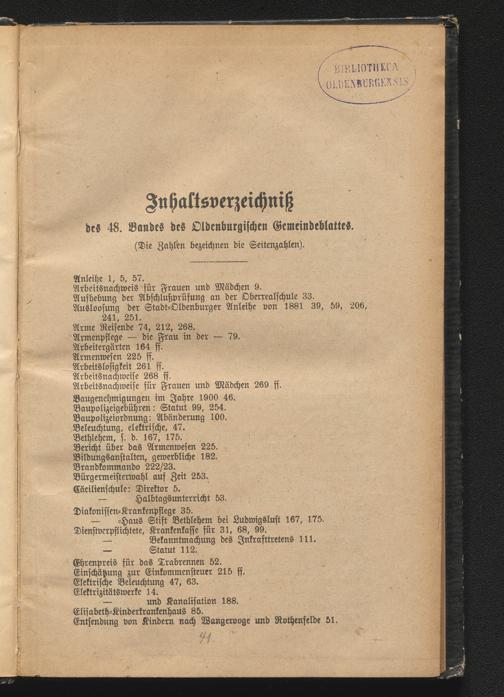 BIBLIOTHECA
OLDENBURGENSIS
Inhaltsverzeichniß
des 48. Bandes des Oldenburgischen Gemeindeblattes.
(Die Zahlen bezeichnen die Seitenzahlen).
Anleihe 1, 5, 57.
Arbeitsnachweis für Frauen und Mädchen 9.
Aufhebung der Abschlußprüfung an der Oberrealschule 33.
Ausloosung der Stadt-Oldenburger Anleihe von 1881 39, 59, 206,
241, 251.
Arme Reisende 74, 212, 268.
Armenpflege — die Frau in der — 79.
Arbeitergärten 164 ff.
Armenwesen 225 ff.
Arbeitslosigkeit 261 ff.
Arbeitsnachweise 268 ff.
Arbeitsnachweise für Frauen und Mädchen 269 ff.
Baugenehmigungen im Jahre 1900 46.
Baupolizeigebühren: Statut 99, 254.
Baupolizeiordnung: Abänderung 100.
Beleuchtung, elektrische, 47.
Bethlehem, s. b. 167, 175.
Bericht über das Armenwesen 225.
Bildungsanstalten, gewerbliche 182.
Brandkommando 222/23.
Bürgermeisterwahl auf Zeit 253.
Cäcilienschule: Direktor 5.
— Halbtagsunterricht 53.
Diakonissen-Krankenpflege 35.
— -Haus Stift Bethlehem bei Ludwigslust 167, 175.
Dienstverpflichtete, Krankenkasse für 31, 68, 99.
— Bekanntmachung des Inkrafttretens 111.
— Statut 112.
Ehrenpreis für das Trabrennen 52.
Einschätzung zur Einkommensteuer 215 ff.
Elektrische Beleuchtung 47, 63.
Elektrizitätswerke 14.
— und Kanalisation 188.
Elisabeth-Kinderkrankenhaus 85.
Entsendung von Kindern nach Wangerooge und Rothenfelde 51.
41